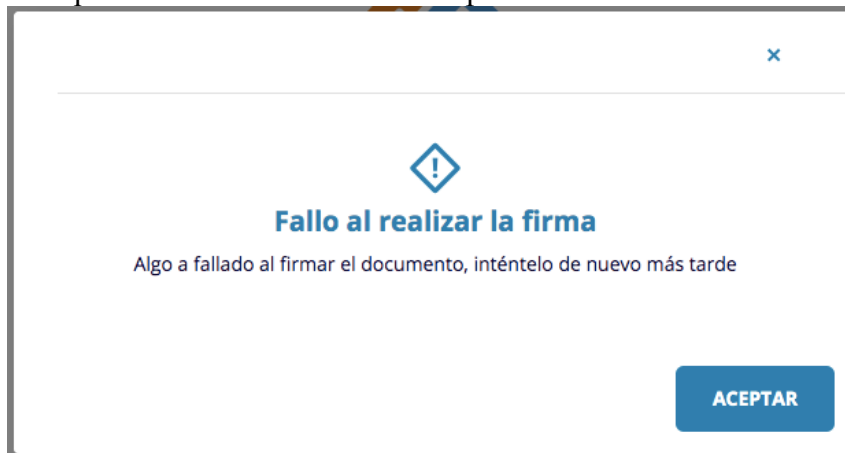 ×
Fallo al realizar la firma
Algo a fallado al firmar el documento, inténtelo de nuevo más tarde
ACEPTAR